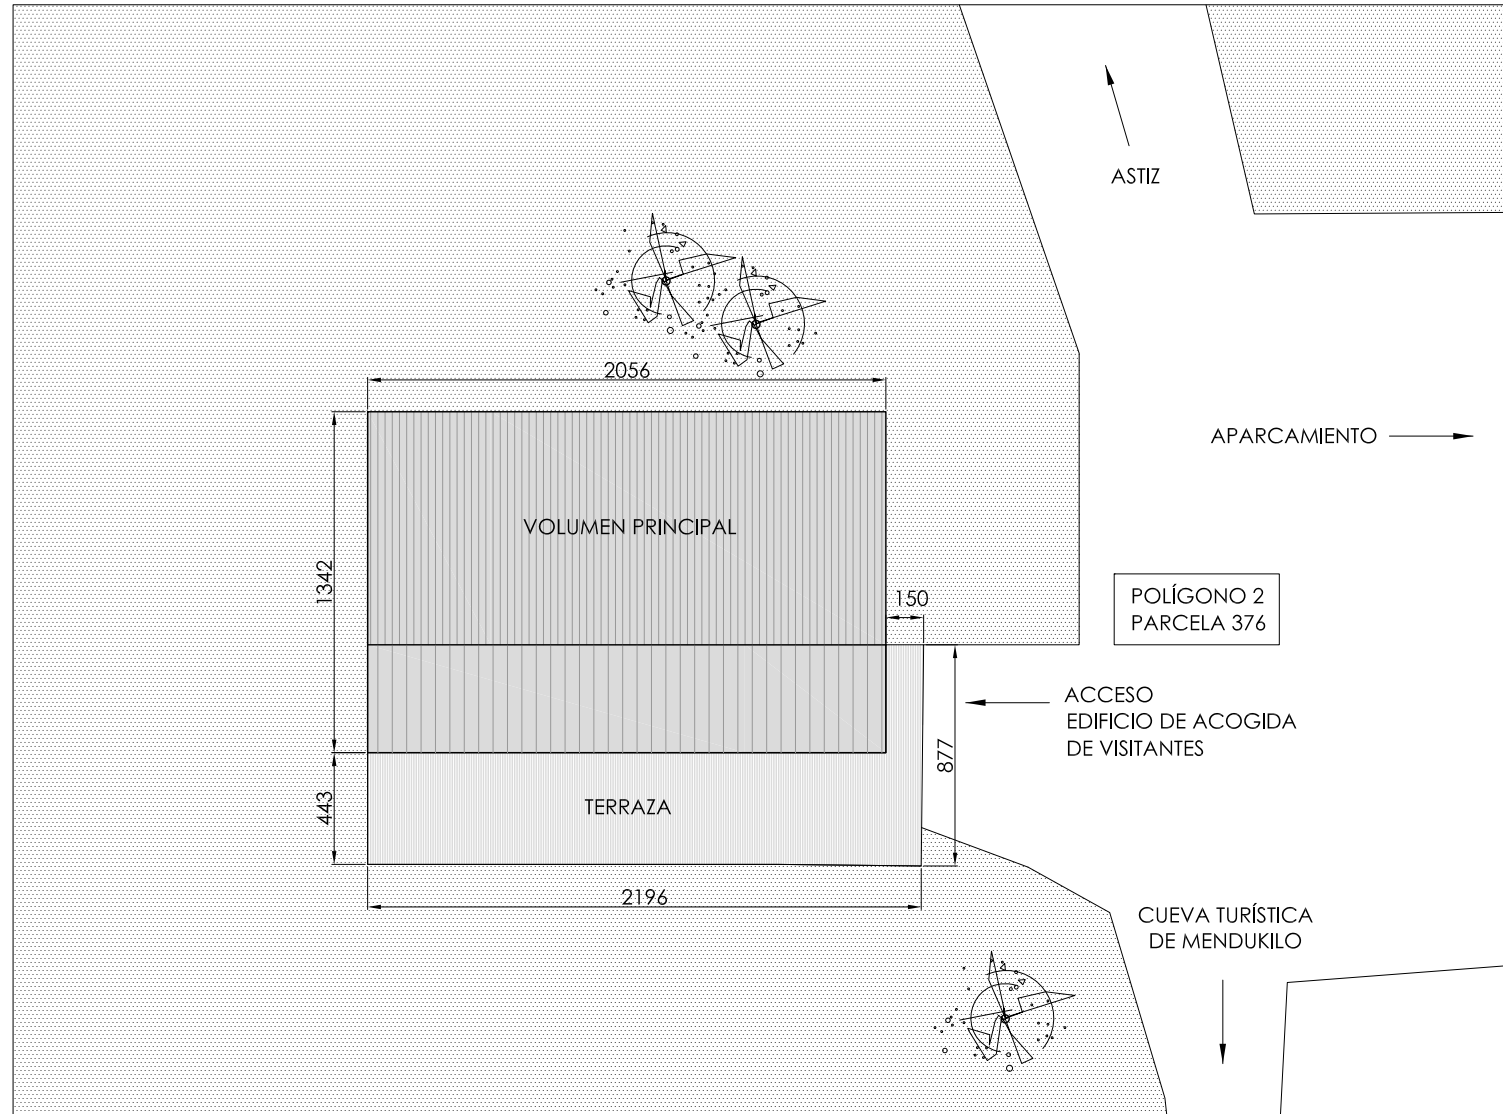 ASTIZ
2056
APARCAMIENTO
VOLUMEN PRINCIPAL
1342
150
POLÍGONO 2
PARCELA 376
ACCESO
EDIFICIO DE ACOGIDA
DE VISITANTES
877
443
TERRAZA
2196
CUEVA TURÍSTICA
DE MENDUKILO